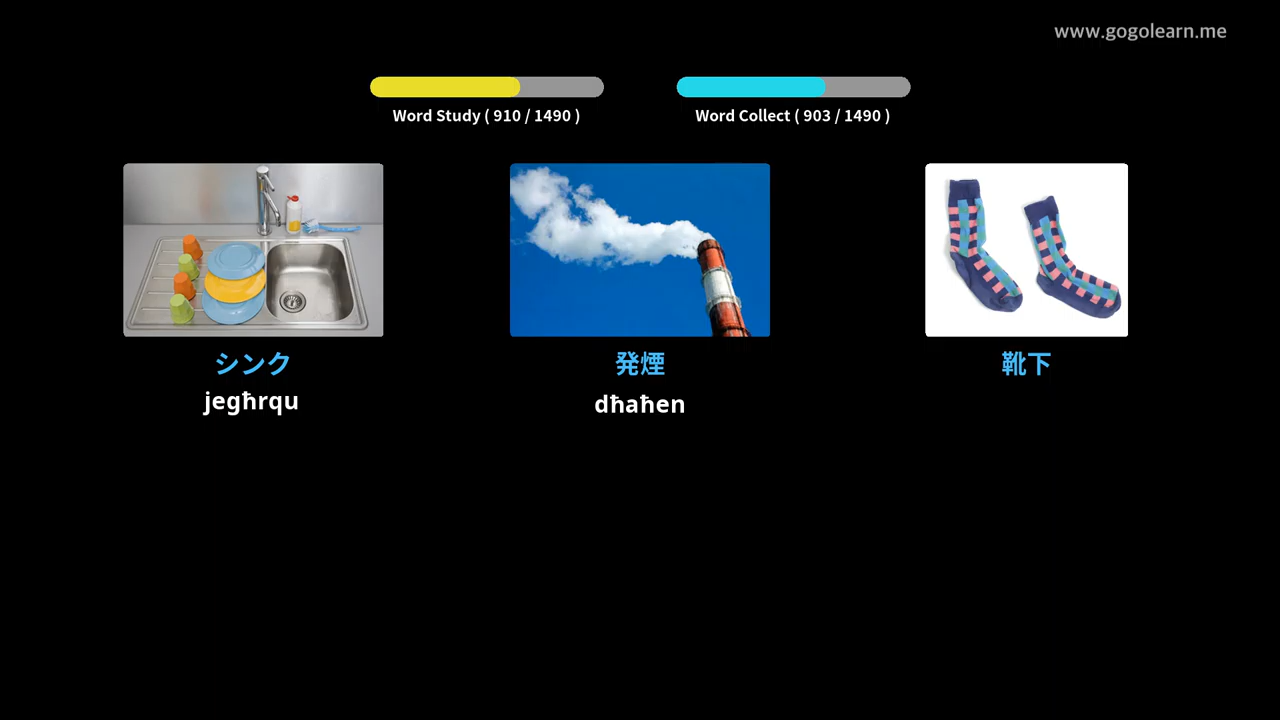 www.gogolearn.me
Word Study ( 910 / 1490 )
Word Collect ( 903 / 1490 )
シンク
発煙
靴下
jegħrqu
dħaħen